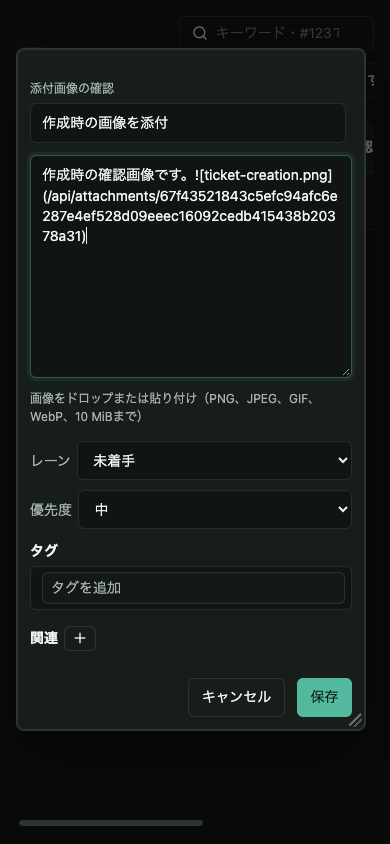 キーワード・#123
添付画像の確認
作成時の画像を添付
作成時の確認画像です。![ticket-creation.png]
(/api/attachments/67f43521843c5efc94afc6e
287e4ef528d09eeec16092cedb415438b203
78a31)
画像をドロップまたは貼り付け（PNG、JPEG、GIF、
WebP、10 MiBまで）
レーン 未着手
優先度 中
タグ
タグを追加
関連 +
キャンセル 保存